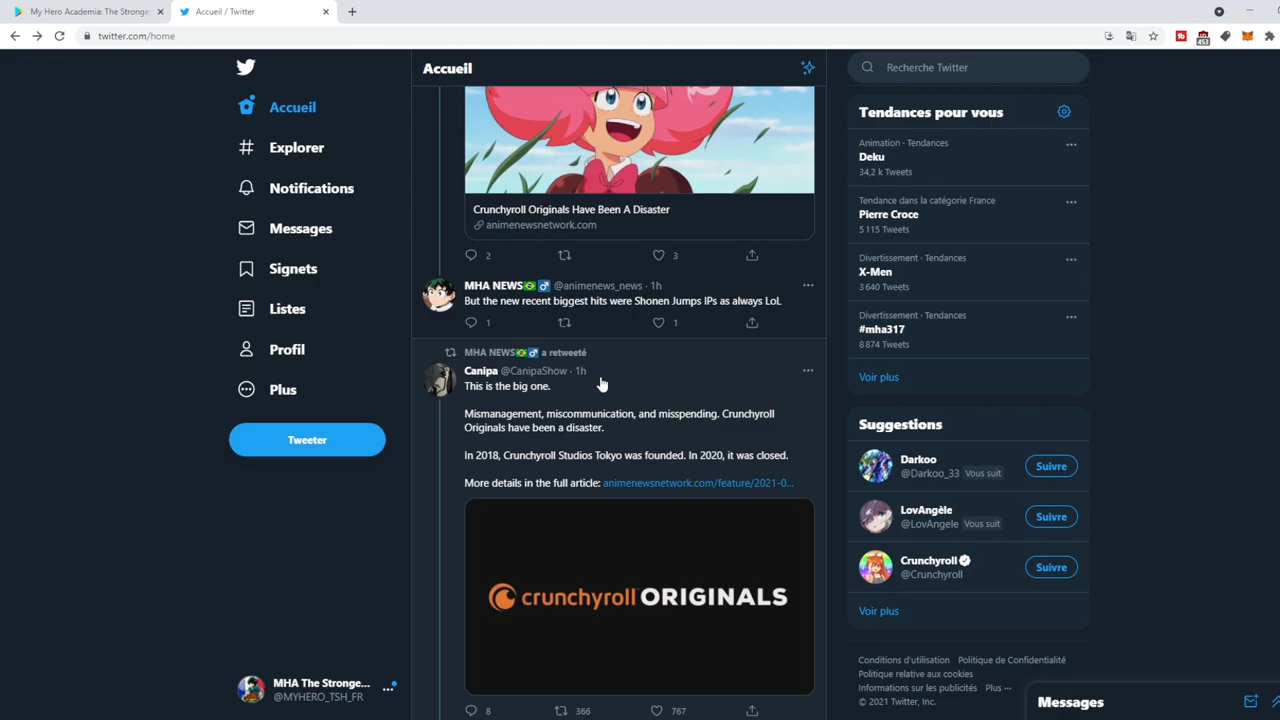 My Hero Academia: The Stronges
Accueil / Twitter
twitter.com/home
453
Accueil
Explorer
Notifications
Messages
Signets
Listes
Profil
Plus
Tweeter
MHA The Stronge...
@MYHERO_TSH_FR
Accueil
Crunchyroll Originals Have Been A Disaster
animenewsnetwork.com
2
3
MHA NEWS @animenews_news · 1h
But the new recent biggest hits were Shonen Jumps IPs as always LoL
1
1
MHA NEWS a retweeté
Canipa @CanipaShow · 1h
This is the big one.
Mismanagement, miscommunication, and misspending. Crunchyroll
Originals have been a disaster.
In 2018, Crunchyroll Studios Tokyo was founded. In 2020, it was closed.
More details in the full article: animenewsnetwork.com/feature/2021-0...
crunchyroll ORIGINALS
8
366
767
Recherche Twitter
Tendances pour vous
Animation · Tendances
Deku
34,2 k Tweets
Tendance dans la catégorie France
Pierre Croce
5 115 Tweets
Divertissement · Tendances
X-Men
3 640 Tweets
Divertissement · Tendances
#mha317
8 874 Tweets
Voir plus
Suggestions
Darkoo
@Darkoo_33 Vous suit
Suivre
LovAngèle
@LovAngele Vous suit
Suivre
Crunchyroll
@Crunchyroll
Suivre
Voir plus
Conditions d'utilisation Politique de Confidentialité
Politique relative aux cookies
Informations sur les publicités Plus ···
© 2021 Twitter, Inc.
Messages